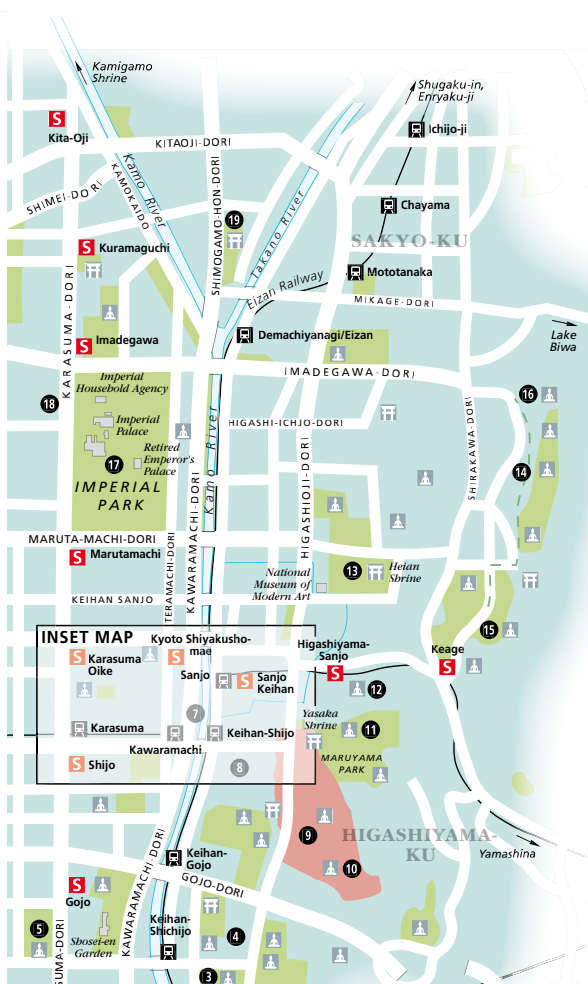 Kamigamo
Shrine
Shugaku-in,
Enryaku-ji
S
Kita-Oji
Ichijo-ji
KITAOJI-DORI
Kamo River
KAMOKAIDO
SHIMEI-DORI
SHIMOGAMO-HON-DORI
Takano River
Chayama
19
SAKYO-KU
S
Kuramaguchi
Mototanaka
Eizan Railway
MIKAGE-DORI
KARASUMA-DORI
Lake
Biwa
S
Imadegawa
Demachiyanagi/Eizan
IMADEGAWA-DORI
Imperial
Household Agency
18
16
Imperial
Palace
Kamo River
HIGASHI-ICHJO-DORI
SHIRAKAWA-DORI
Retired
Emperor's
Palace
17
14
IMPERIAL
PARK
HIGASHIOJI-DORI
KAWARAMACHI-DORI
TERAMACHI-DORI
MARUTA-MACHI-DORI
S
Marutamachi
National
Museum of
Modern Art
13
Heian
Shrine
KEIHAN SANJO
15
INSET MAP
Kyoto Shiyakusho-
mae
S
Karasuma
Oike
S
Higashiyama-
Sanjo
S
Keage
S
Sanjo
S
Sanjo
Keihan
12
7
Yasaka
Shrine
11
Karasuma
Keihan-Shijo
Kawaramachi
S
Shijo
8
MARUYAMA
PARK
9
HIGASHIYAMA-
KU
Yamashina
10
Keihan-
Gojo
KAWARAMACHI-DORI
GOJO-DORI
S
Gojo
Keihan-
Shichijo
5
Shosei-en
Garden
4
SUMA-DORI
3